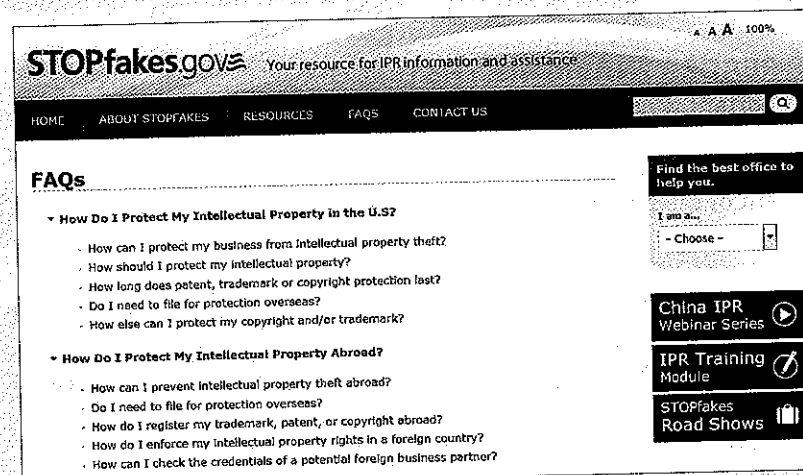 A A A 100%
STOPfakes.gov Your resource for IPR information and assistance
HOME ABOUT STOPFAKES RESOURCES FAQS CONTACT US
FAQs
How Do I Protect My Intellectual Property in the U.S?
- How can I protect my business from intellectual property theft?
- How should I protect my intellectual property?
- How long does patent, trademark or copyright protection last?
- Do I need to file for protection overseas?
- How else can I protect my copyright and/or trademark?
How Do I Protect My Intellectual Property Abroad?
- How can I prevent intellectual property theft abroad?
- Do I need to file for protection overseas?
- How do I register my trademark, patent, or copyright abroad?
- How do I enforce my intellectual property rights in a foreign country?
- How can I check the credentials of a potential foreign business partner?
Find the best office to
help you.
I am a...
- Choose -
China IPR
Webinar Series
IPR Training
Module
STOPfakes
Road Shows